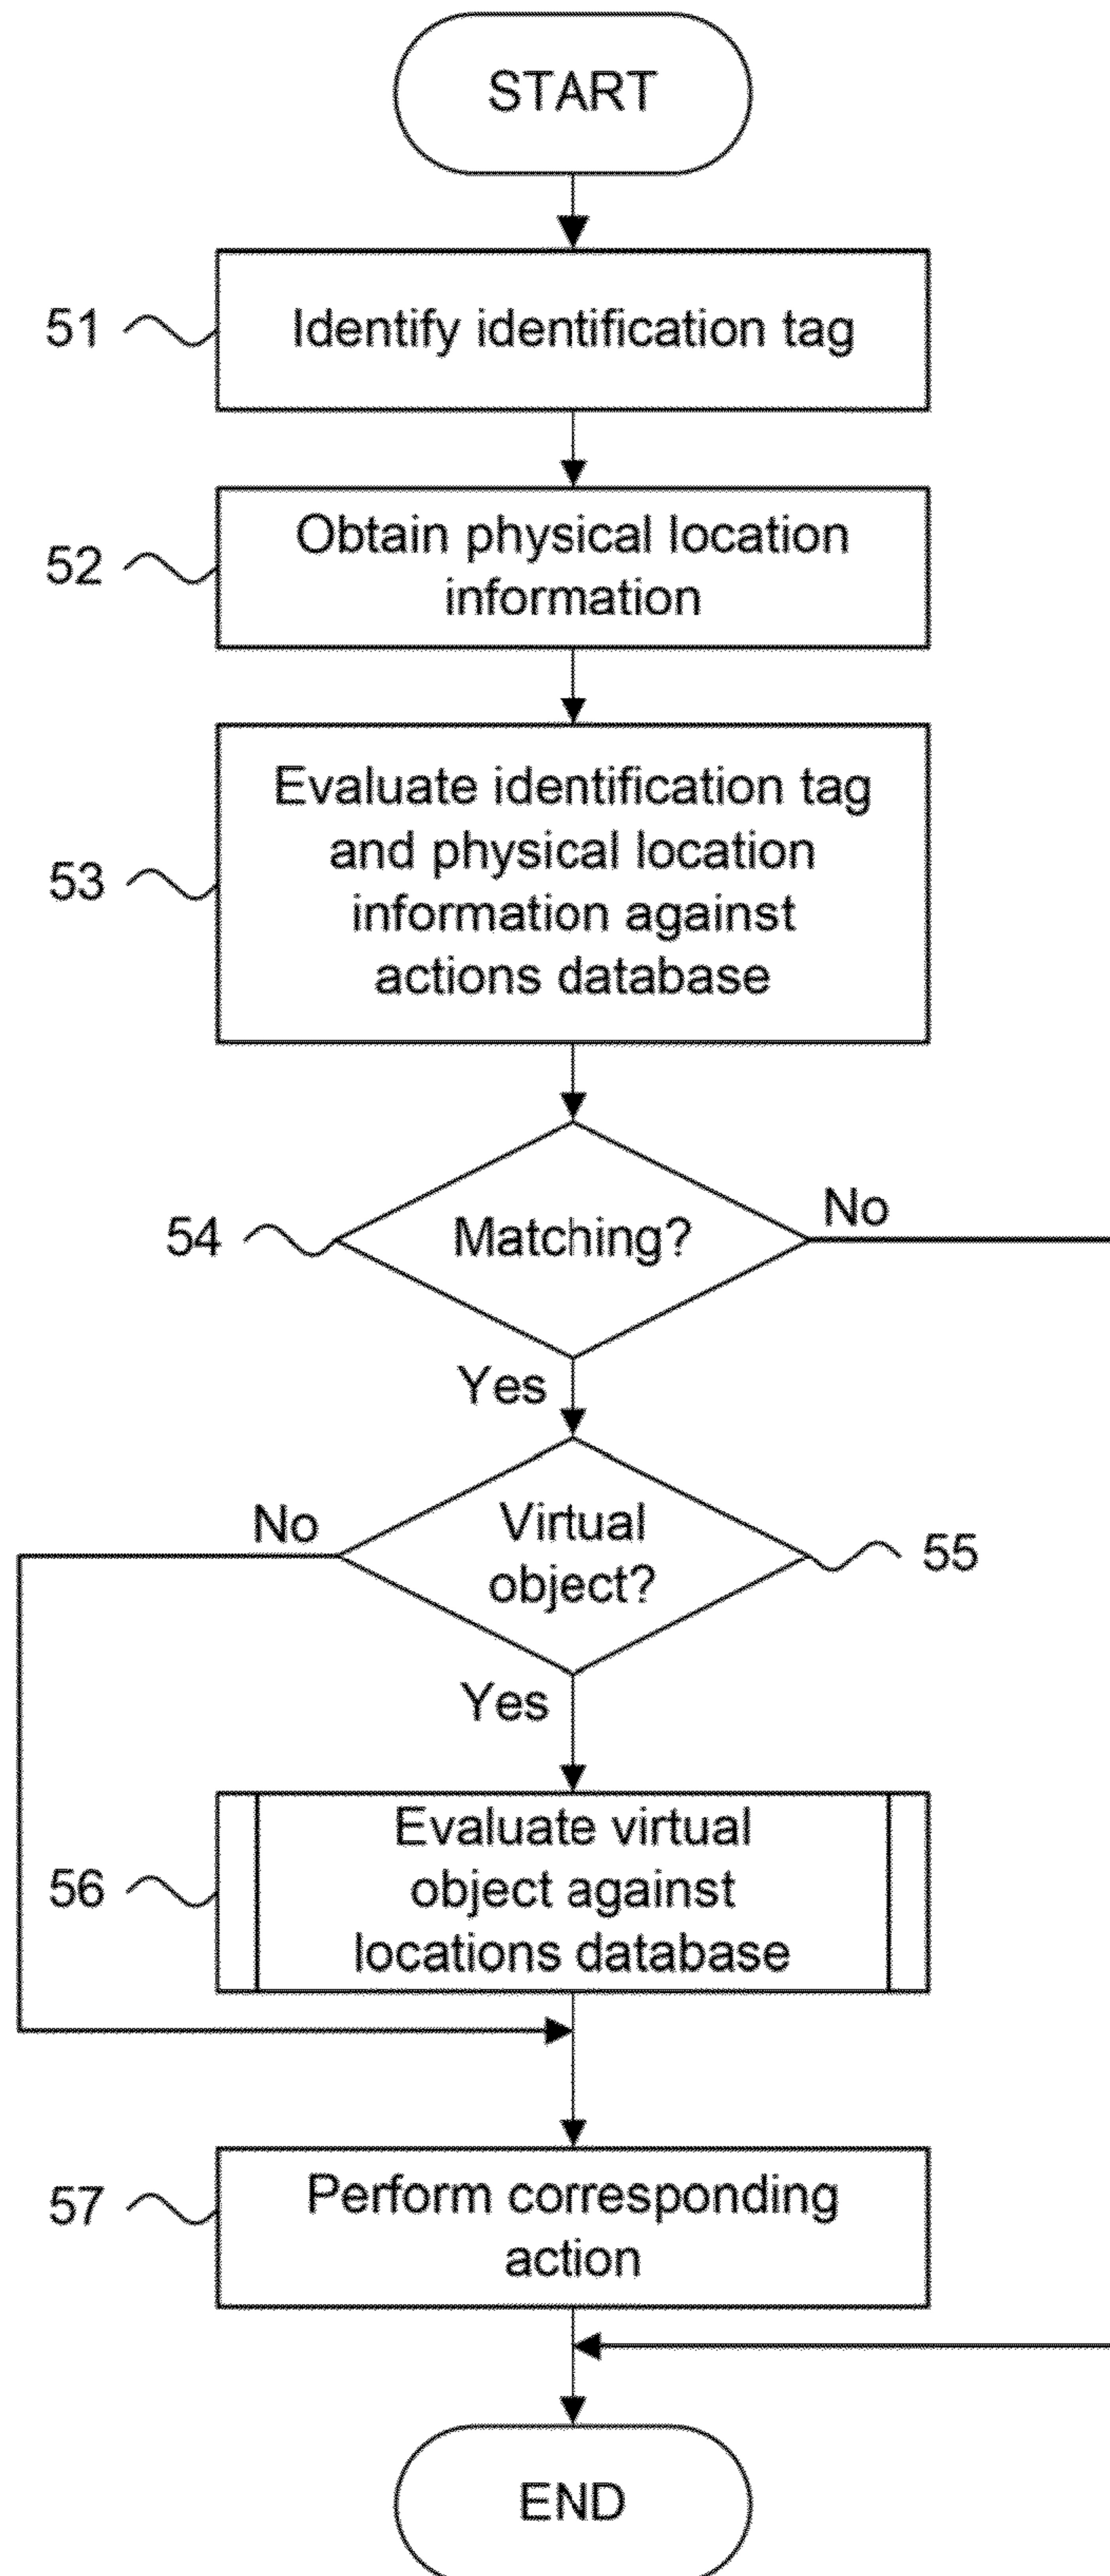 START
51
Identify identification tag
52
Obtain physical location
information
53
Evaluate identification tag
and physical location
information against
actions database
54
Matching?
No
Yes
No
Virtual
object?
55
Yes
56
Evaluate virtual
object against
locations database
57
Perform corresponding
action
END